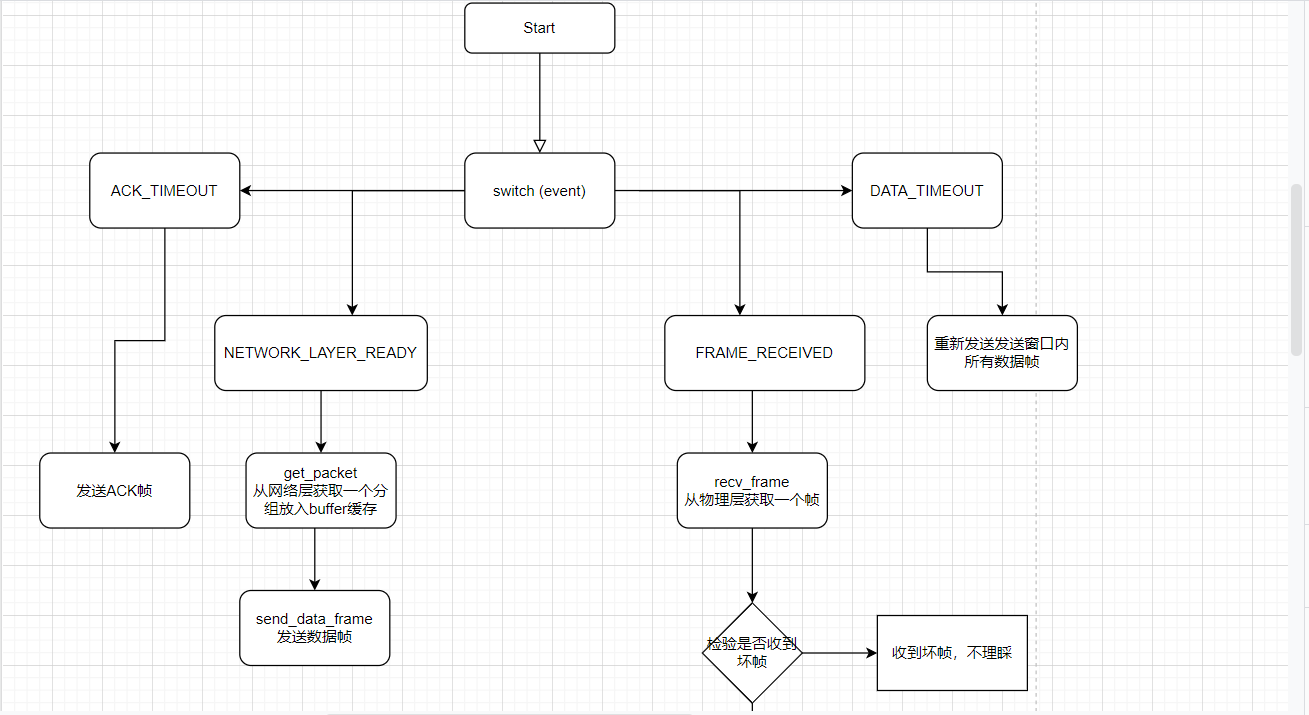 Start
ACK_TIMEOUT
switch (event)
DATA_TIMEOUT
NETWORK_LAYER_READY
FRAME_RECEIVED
重新发送发送窗口内
所有数据帧
发送ACK帧
get_packet
从网络层获取一个分
组放入buffer缓存
recv_frame
从物理层获取一个帧
send_data_frame
发送数据帧
检验是否收到
坏帧
收到坏帧，不理睬